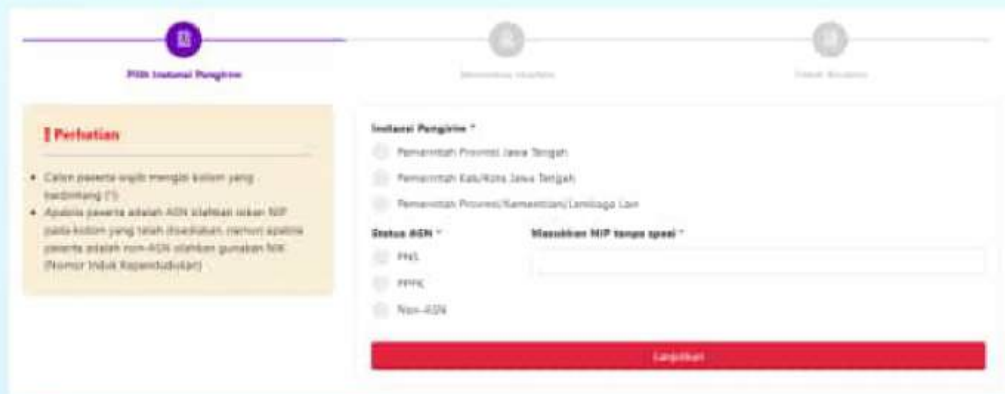 Pilih Instansi Pengirim
Perhatian
Calon peserta wajib mengisi kolom yang
bertanda bintang (*)
Apabila peserta adalah ASN silahkan isikan NIP
pada kolom yang telah disediakan, namun apabila
peserta adalah non-ASN silahkan gunakan NIK
(Nomor Induk Kependudukan)
Instansi Pengirim *
Pemerintah Provinsi Jawa Tengah
Pemerintah Kab/Kota Jawa Tengah
Pemerintah Provinsi/Kementrian/Lembaga Lain
Status ASN * Masukkan NIP tanpa spasi *
PNS
PPPK
Non-ASN
Lanjutkan